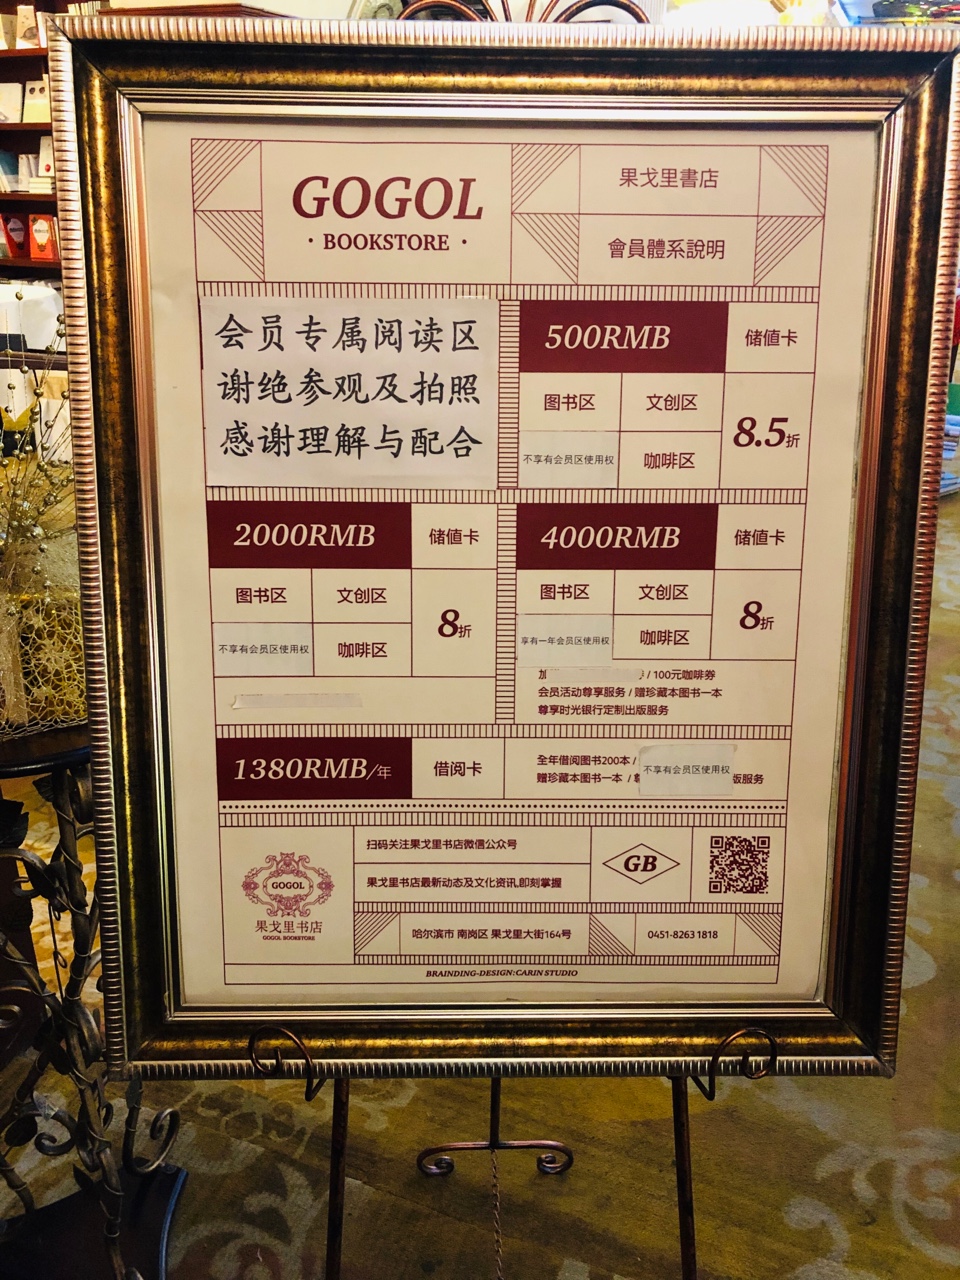 GOGOL
· BOOKSTORE ·
果戈里書店
會員體系說明
会员专属阅读区
谢绝参观及拍照
感谢理解与配合
500RMB
储值卡
图书区
文创区
不享有会员区使用权
咖啡区
8.5折
2000RMB
储值卡
图书区
文创区
不享有会员区使用权
咖啡区
8折
4000RMB
储值卡
图书区
文创区
享有一年会员区使用权
咖啡区
8折
/ 100元咖啡券
会员活动尊享服务 / 赠珍藏本图书一本
尊享时光银行定制出版服务
1380RMB/年
借阅卡
全年借阅图书200本 /
不享有会员区使用权
赠珍藏本图书一本 /
版服务
扫码关注果戈里书店微信公众号
果戈里书店最新动态及文化资讯,即刻掌握
GB
GOGOL
果戈里书店
GOGOL BOOKSTORE
哈尔滨市 南岗区 果戈里大街164号
0451-8263 1818
BRAINDING-DESIGN:CARIN STUDIO